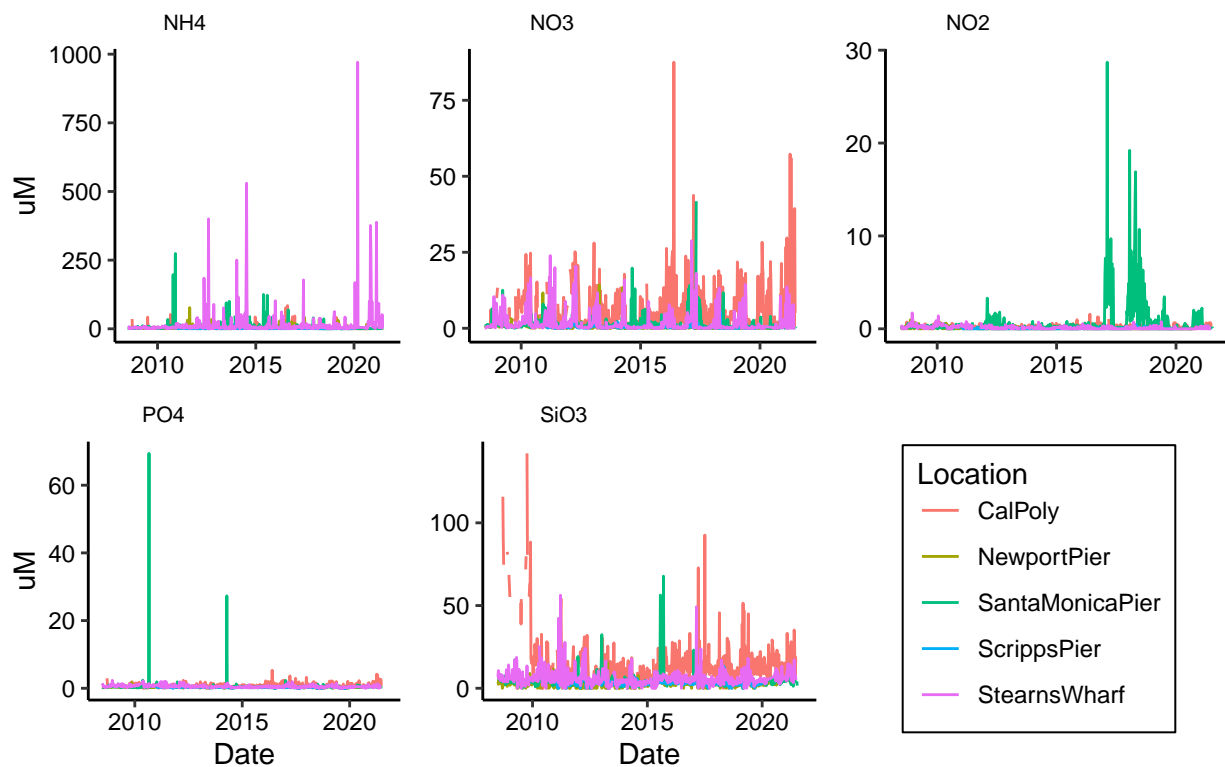 NH4 NO3 NO2
uM
1000
750
500
250
0
2010 2015 2020
75
50
25
0
2010 2015 2020
30
20
10
0
2010 2015 2020
PO4 SiO3
uM
60
40
20
0
2010 2015 2020
Date
100
50
0
2010 2015 2020
Date
Location
CalPoly
NewportPier
SantaMonicaPier
ScrippsPier
StearnsWharf